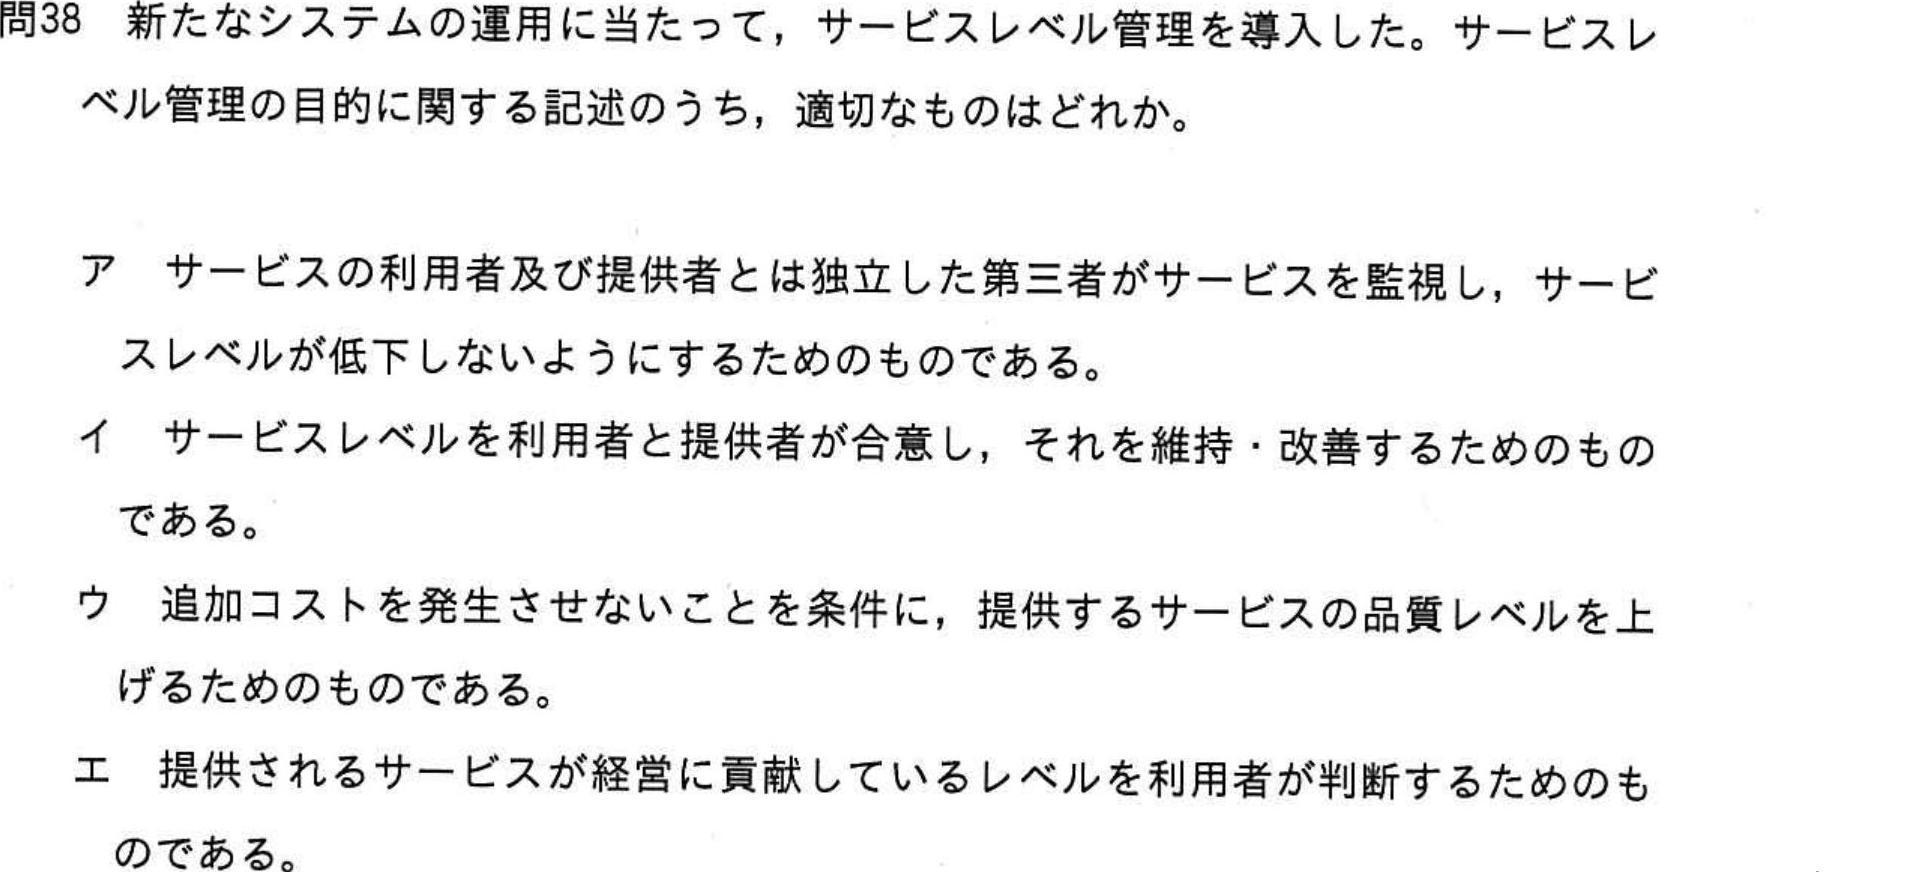 問38　新たなシステムの運用に当たって，サービスレベル管理を導入した。サービスレ
ベル管理の目的に関する記述のうち，適切なものはどれか。
ア　サービスの利用者及び提供者とは独立した第三者がサービスを監視し，サービ
スレベルが低下しないようにするためのものである。
イ　サービスレベルを利用者と提供者が合意し，それを維持・改善するためのもの
である。
ウ　追加コストを発生させないことを条件に，提供するサービスの品質レベルを上
げるためのものである。
エ　提供されるサービスが経営に貢献しているレベルを利用者が判断するためのも
のである。